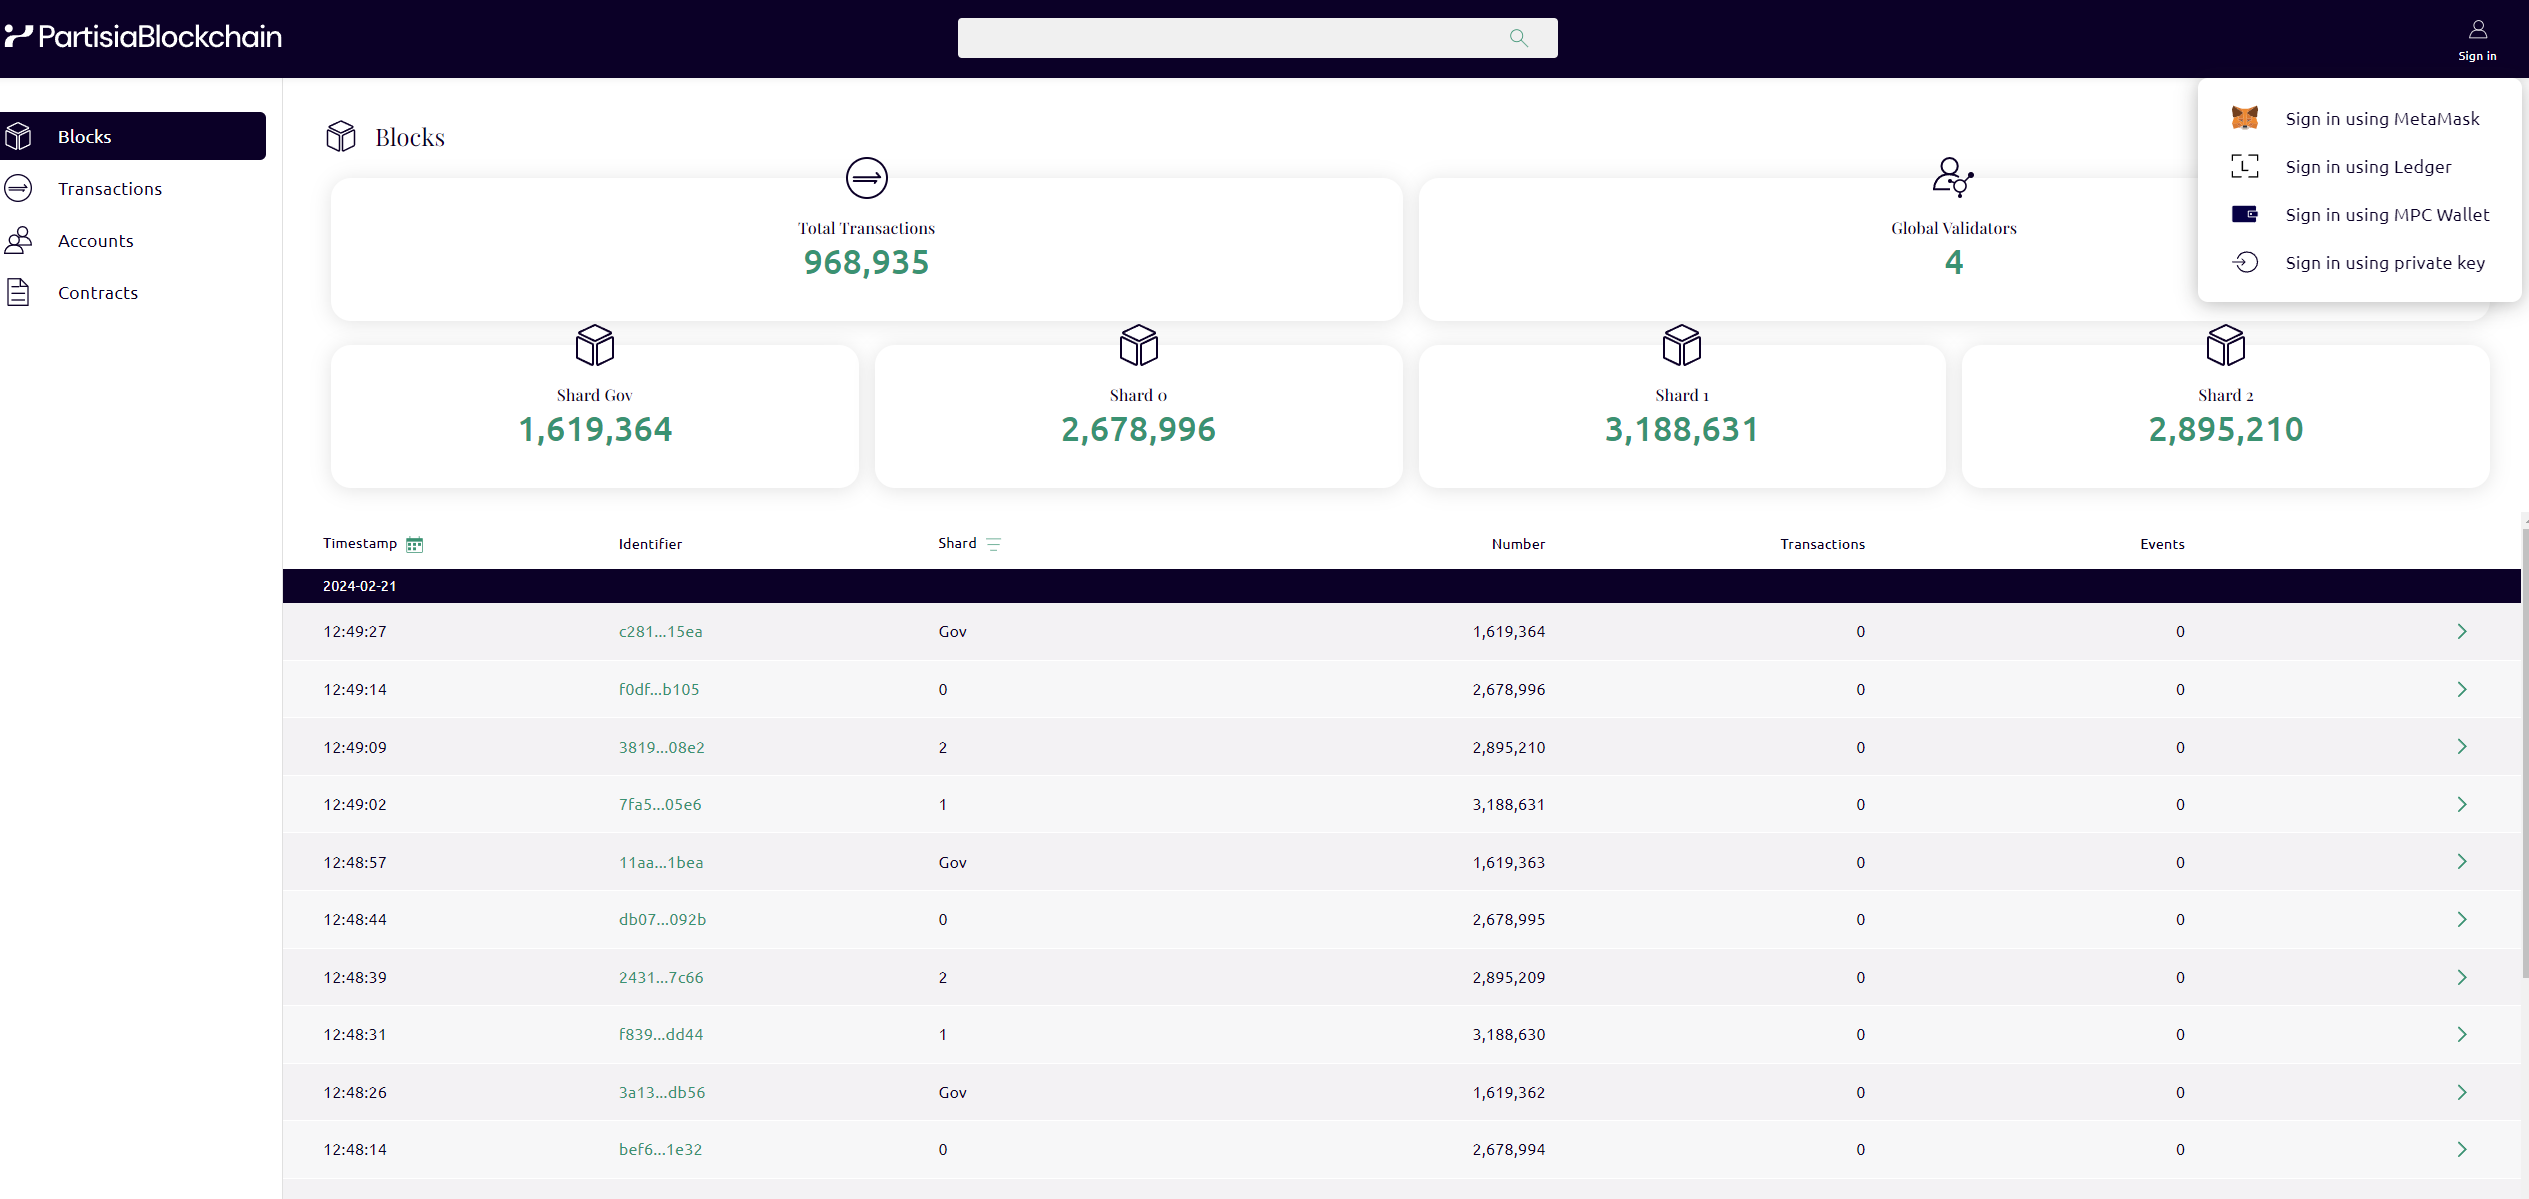 PartisiaBlockchain
Sign in
Sign in using MetaMask
Sign in using Ledger
Sign in using MPC Wallet
Sign in using private key
Blocks
Transactions
Accounts
Contracts
Blocks
Total Transactions
968,935
Global Validators
4
Shard Gov
1,619,364
Shard 0
2,678,996
Shard 1
3,188,631
Shard 2
2,895,210
Timestamp Identifier Shard Number Transactions Events
2024-02-21
12:49:27 c281...15ea Gov 1,619,364 0 0
12:49:14 f0df...b105 0 2,678,996 0 0
12:49:09 3819...08e2 2 2,895,210 0 0
12:49:02 7fa5...05e6 1 3,188,631 0 0
12:48:57 11aa...1bea Gov 1,619,363 0 0
12:48:44 db07...092b 0 2,678,995 0 0
12:48:39 2431...7c66 2 2,895,209 0 0
12:48:31 f839...dd44 1 3,188,630 0 0
12:48:26 3a13...db56 Gov 1,619,362 0 0
12:48:14 bef6...1e32 0 2,678,994 0 0